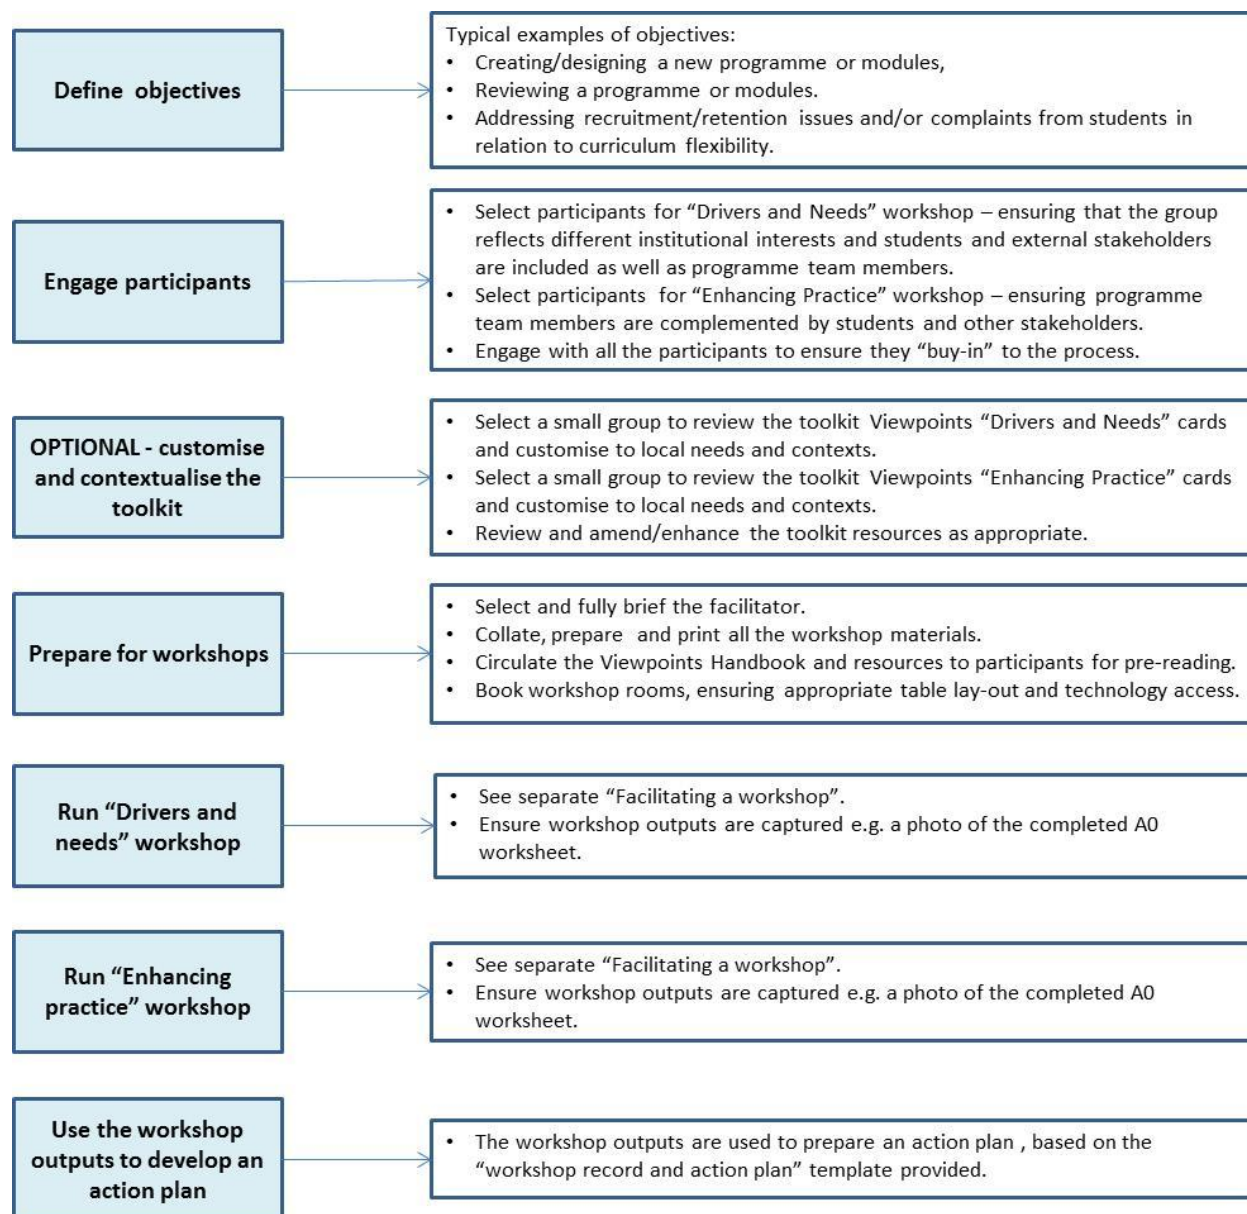 Define objectives
Typical examples of objectives:
• Creating/designing a new programme or modules,
• Reviewing a programme or modules.
• Addressing recruitment/retention issues and/or complaints from students in
relation to curriculum flexibility.
Engage participants
• Select participants for “Drivers and Needs” workshop – ensuring that the group
reflects different institutional interests and students and external stakeholders
are included as well as programme team members.
• Select participants for “Enhancing Practice” workshop – ensuring programme
team members are complemented by students and other stakeholders.
• Engage with all the participants to ensure they “buy-in” to the process.
OPTIONAL - customise
and contextualise the
toolkit
• Select a small group to review the toolkit Viewpoints “Drivers and Needs” cards
and customise to local needs and contexts.
• Select a small group to review the toolkit Viewpoints “Enhancing Practice” cards
and customise to local needs and contexts.
• Review and amend/enhance the toolkit resources as appropriate.
Prepare for workshops
• Select and fully brief the facilitator.
• Collate, prepare and print all the workshop materials.
• Circulate the Viewpoints Handbook and resources to participants for pre-reading.
• Book workshop rooms, ensuring appropriate table lay-out and technology access.
Run “Drivers and
needs” workshop
• See separate “Facilitating a workshop”.
• Ensure workshop outputs are captured e.g. a photo of the completed A0
worksheet.
Run “Enhancing
practice” workshop
• See separate “Facilitating a workshop”.
• Ensure workshop outputs are captured e.g. a photo of the completed A0
worksheet.
Use the workshop
outputs to develop an
action plan
• The workshop outputs are used to prepare an action plan , based on the
“workshop record and action plan” template provided.